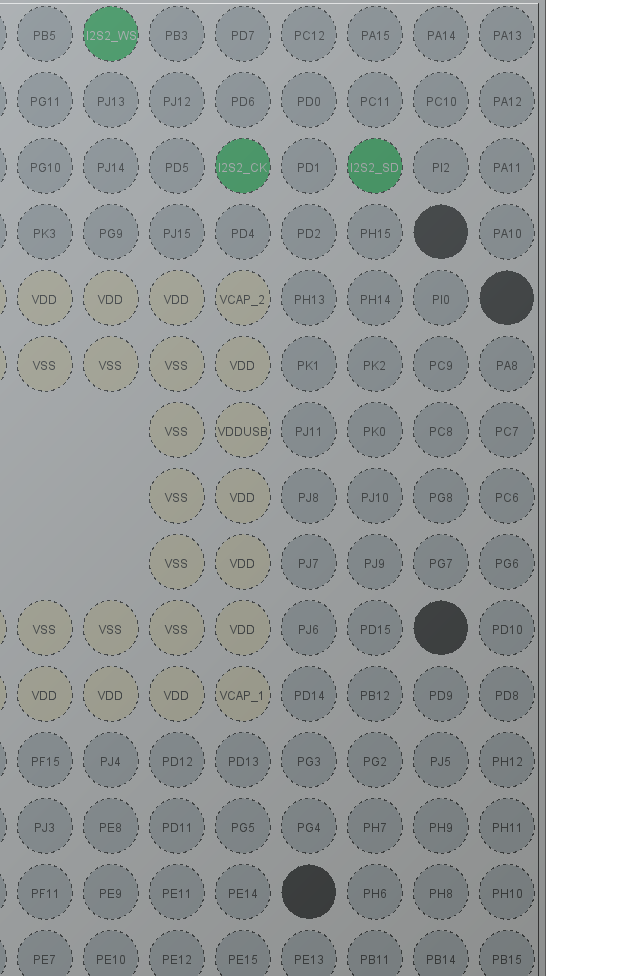 PB5 I2S2_WS PB3 PD7 PC12 PA15 PA14 PA13
PG11 PJ13 PJ12 PD6 PD0 PC11 PC10 PA12
PG10 PJ14 PD5 I2S2_CK PD1 I2S2_SD PI2 PA11
PK3 PG9 PJ15 PD4 PD2 PH15 PA10
VDD VDD VDD VCAP_2 PH13 PH14 PI0
VSS VSS VSS VDD PK1 PK2 PC9 PA8
VSS VDDUSB PJ11 PK0 PC8 PC7
VSS VDD PJ8 PJ10 PG8 PC6
VSS VDD PJ7 PJ9 PG7 PG6
VSS VSS VSS VDD PJ6 PD15 PD10
VDD VDD VDD VCAP_1 PD14 PB12 PD9 PD8
PF15 PJ4 PD12 PD13 PG3 PG2 PJ5 PH12
PJ3 PE8 PD11 PG5 PG4 PH7 PH9 PH11
PF11 PE9 PE11 PE14 PH6 PH8 PH10
PE7 PE10 PE12 PE15 PE13 PB11 PB14 PB15